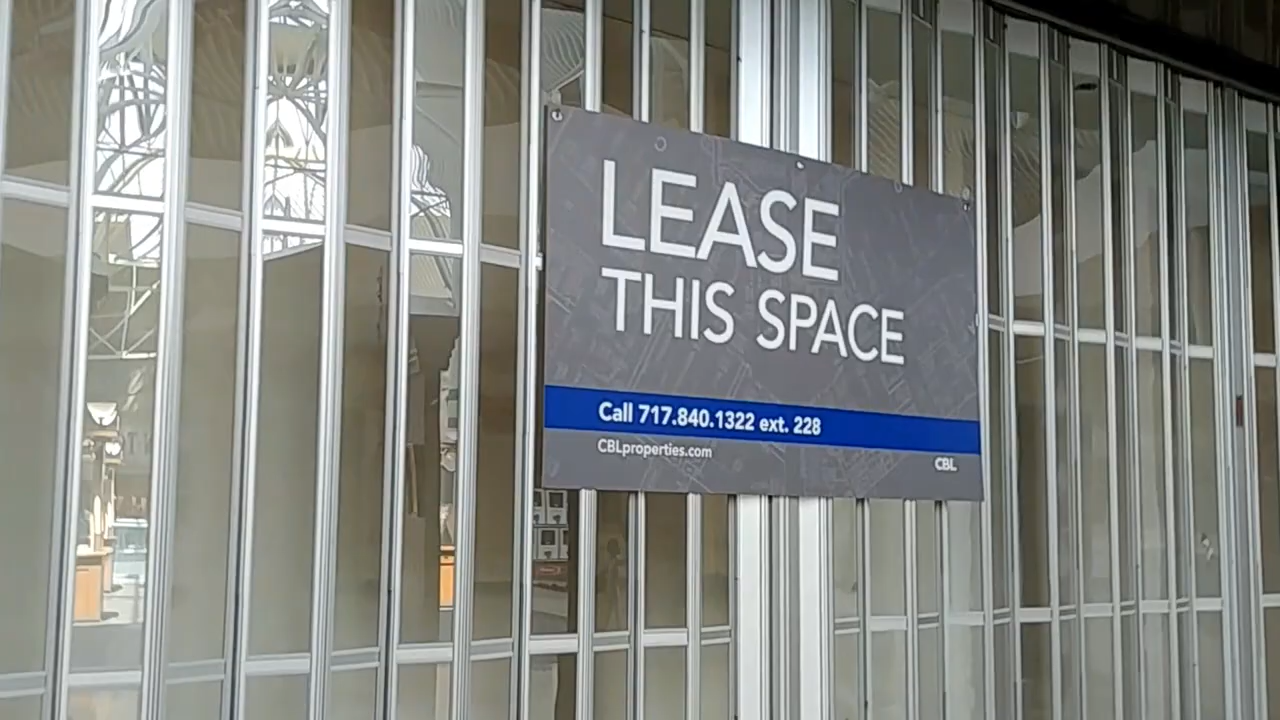 LEASE
THIS SPACE
Call 717.840.1322 ext. 228
CBLproperties.com
CBL